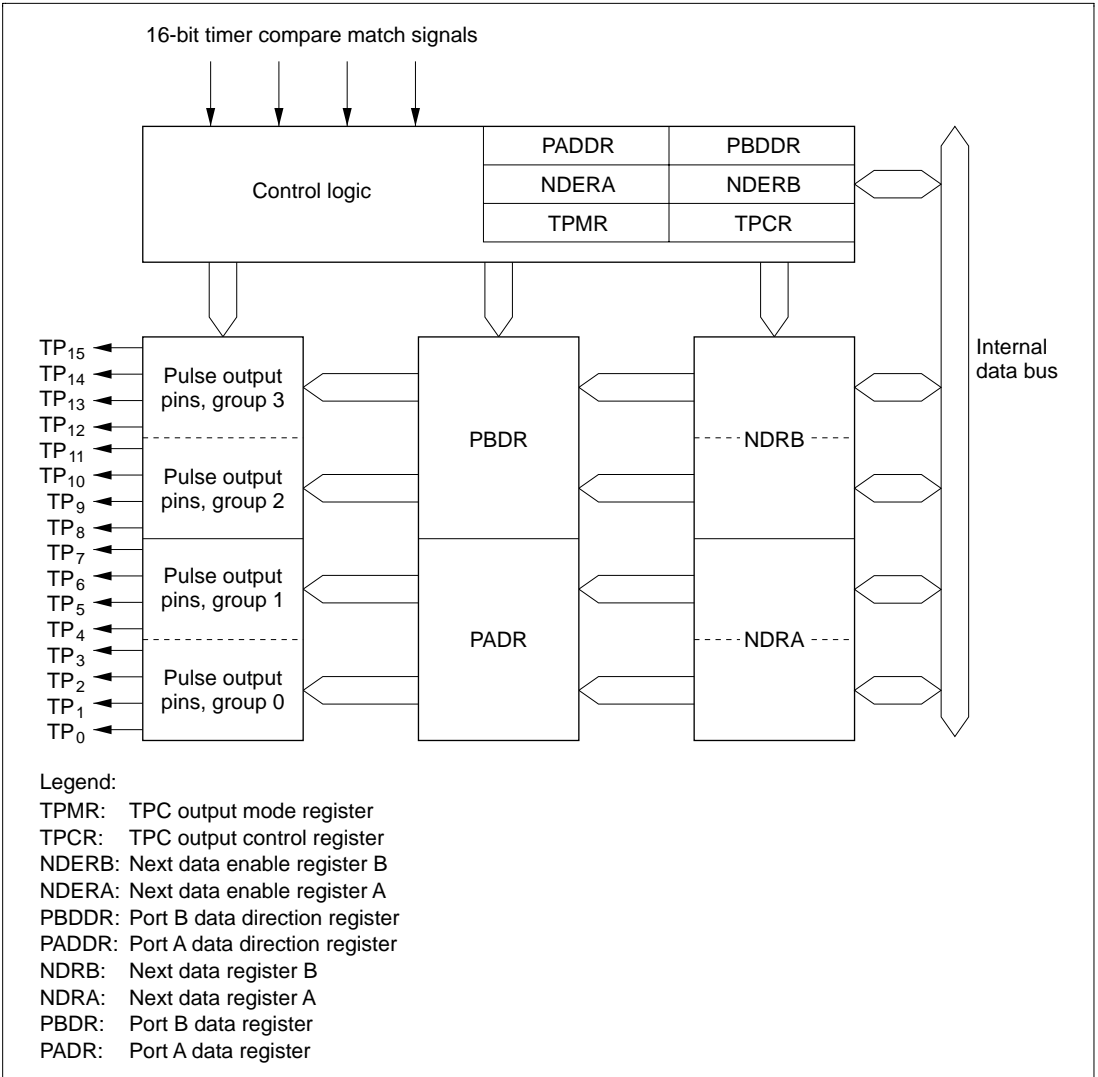 16-bit timer compare match signals
Control logic
PADDR PBDDR
NDERA NDERB
TPMR TPCR
Internal
data bus
TP15
TP14
TP13
TP12
TP11
TP10
TP9
TP8
TP7
TP6
TP5
TP4
TP3
TP2
TP1
TP0
Pulse output
pins, group 3
Pulse output
pins, group 2
Pulse output
pins, group 1
Pulse output
pins, group 0
PBDR
PADR
NDRB
NDRA
Legend:
TPMR: TPC output mode register
TPCR: TPC output control register
NDERB: Next data enable register B
NDERA: Next data enable register A
PBDDR: Port B data direction register
PADDR: Port A data direction register
NDRB: Next data register B
NDRA: Next data register A
PBDR: Port B data register
PADR: Port A data register